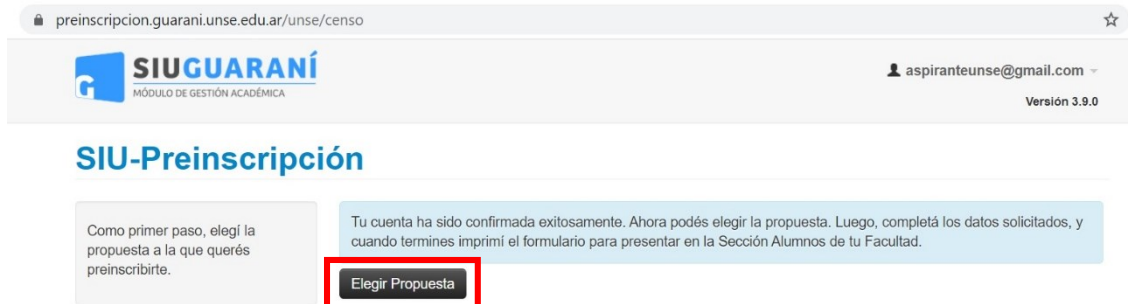 preinscripcion.guarani.unse.edu.ar/unse/censo
SIUGUARANÍ
G
MÓDULO DE GESTIÓN ACADÉMICA
aspiranteunse@gmail.com
Versión 3.9.0
SIU-Preinscripción
Como primer paso, elegí la
propuesta a la que querés
preinscribirte.
Tu cuenta ha sido confirmada exitosamente. Ahora podés elegir la propuesta. Luego, completá los datos solicitados, y
cuando termines imprimí el formulario para presentar en la Sección Alumnos de tu Facultad.
Elegir Propuesta